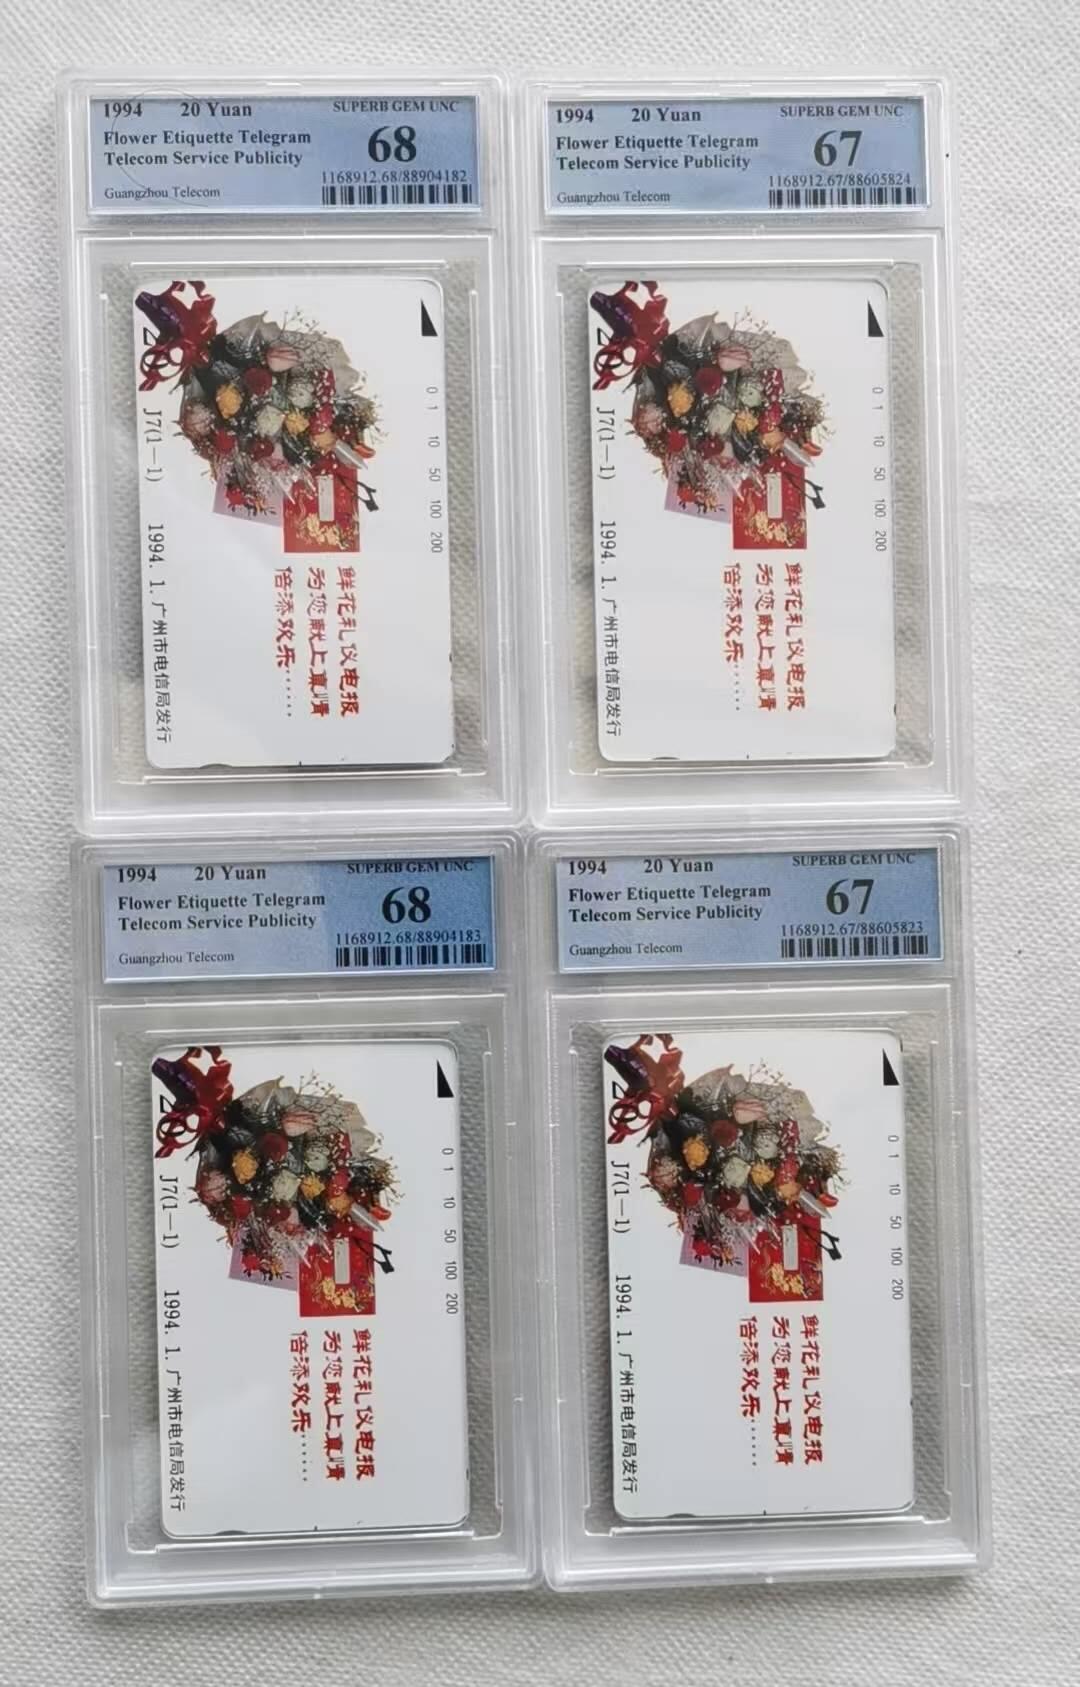 1994 20 Yuan SUPERB GEM UNC
Flower Etiquette Telegram 68
Telecom Service Publicity
1168912.68/88904182
Guangzhou Telecom
20
J7(1—1) 1994. 1. 广州市电信局发行
0 1 10 50 100 200
鲜花礼仪电报
为您献上真情
倍添欢乐······
1994 20 Yuan SUPERB GEM UNC
Flower Etiquette Telegram 67
Telecom Service Publicity
1168912.67/88605824
Guangzhou Telecom
20
J7(1—1) 1994. 1. 广州市电信局发行
0 1 10 50 100 200
鲜花礼仪电报
为您献上真情
倍添欢乐······
1994 20 Yuan SUPERB GEM UNC
Flower Etiquette Telegram 68
Telecom Service Publicity
1168912.68/88904183
Guangzhou Telecom
20
J7(1—1) 1994. 1. 广州市电信局发行
0 1 10 50 100 200
鲜花礼仪电报
为您献上真情
倍添欢乐······
1994 20 Yuan SUPERB GEM UNC
Flower Etiquette Telegram 67
Telecom Service Publicity
1168912.67/88605823
Guangzhou Telecom
20
J7(1—1) 1994. 1. 广州市电信局发行
0 1 10 50 100 200
鲜花礼仪电报
为您献上真情
倍添欢乐······